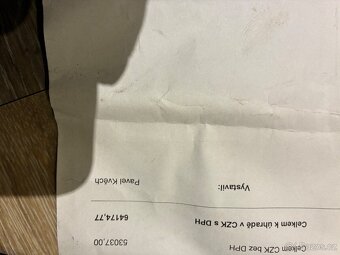 Celkem CZK bez DPH 53037,00
Celkem k úhradě v CZK s DPH 64174,77
Vystavil: Pavel Kvěch